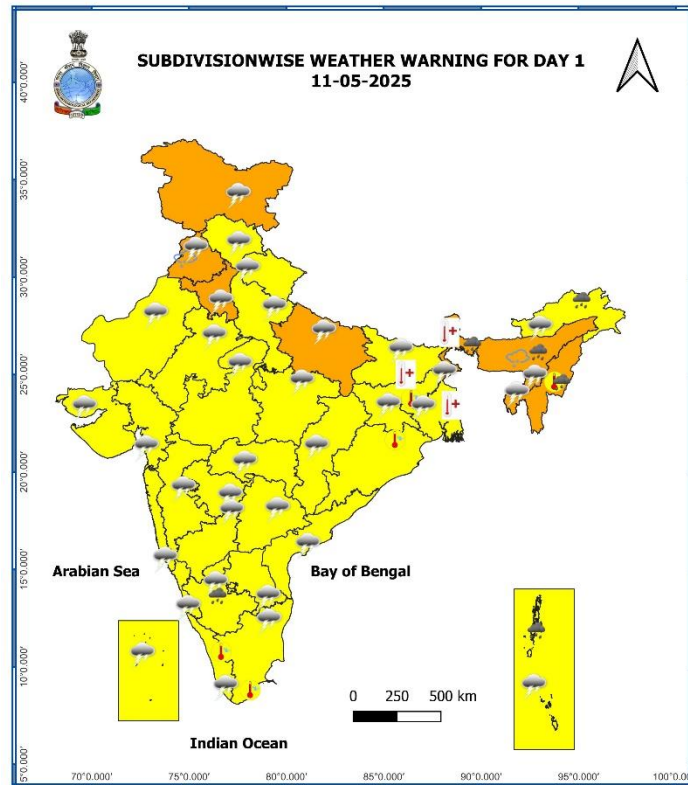 SUBDIVISIONWISE WEATHER WARNING FOR DAY 1
11-05-2025
40°0.000'
35°0.000'
30°0.000'
25°0.000'
20°0.000'
15°0.000'
10°0.000'
5°0.000'
Arabian Sea
Bay of Bengal
0 250 500 km
Indian Ocean
70°0.000' 75°0.000' 80°0.000' 85°0.000' 90°0.000' 95°0.000' 100°0.000'